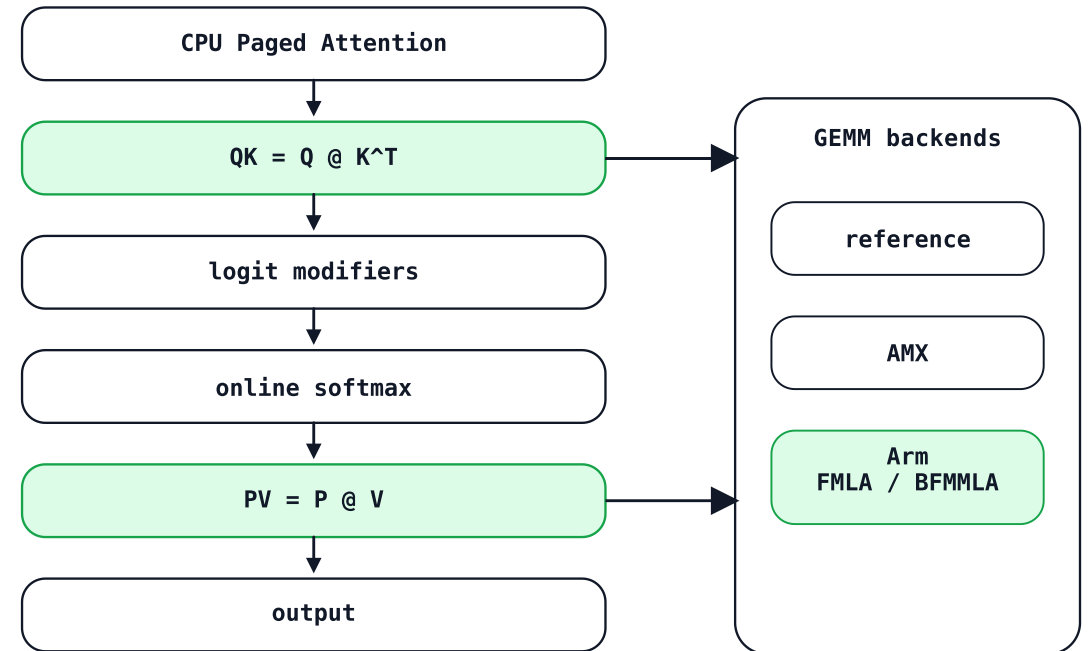 CPU Paged Attention
QK = Q @ K^T
logit modifiers
online softmax
PV = P @ V
output
GEMM backends
reference
AMX
Arm
FMLA / BFMMLA